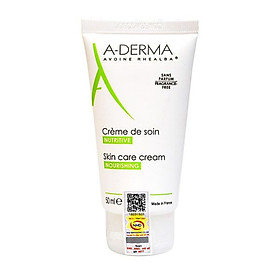 A-DERMA
AVOINE RHEALBA®
SANS
PARFUM
FRAGRANCE
FREE
Crème de soin
NUTRITIVE
Skin care cream
NOURISHING
50 ml ℮
Made in France